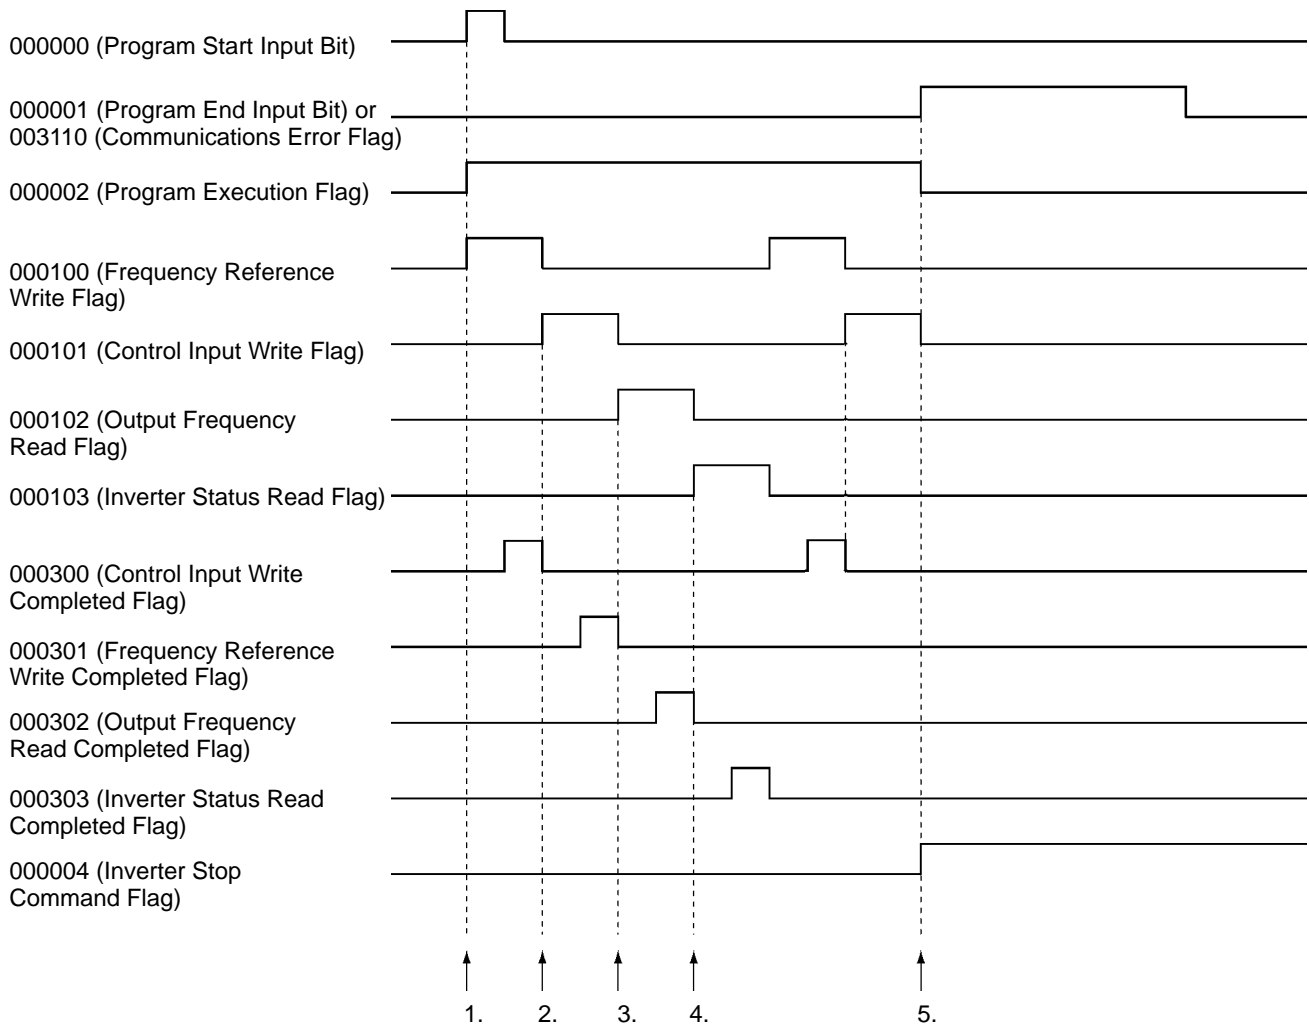 000000 (Program Start Input Bit)
000001 (Program End Input Bit) or
003110 (Communications Error Flag)
000002 (Program Execution Flag)
000100 (Frequency Reference
Write Flag)
000101 (Control Input Write Flag)
000102 (Output Frequency
Read Flag)
000103 (Inverter Status Read Flag)
000300 (Control Input Write
Completed Flag)
000301 (Frequency Reference
Write Completed Flag)
000302 (Output Frequency
Read Completed Flag)
000303 (Inverter Status Read
Completed Flag)
000004 (Inverter Stop
Command Flag)
1. 2. 3. 4. 5.